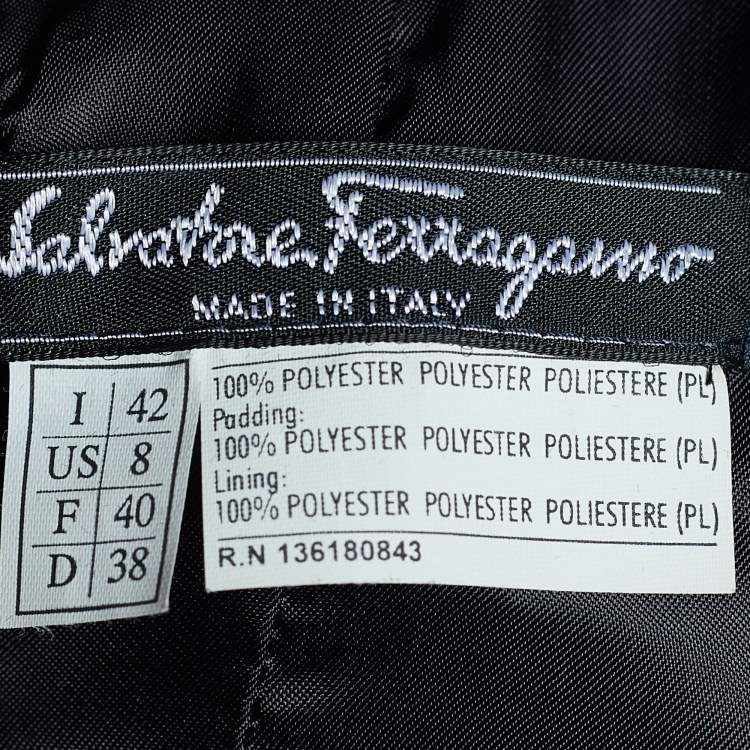 Salvatore Ferragamo
MADE IN ITALY
I 42
US 8
F 40
D 38
100% POLYESTER POLYESTER POLIESTERE (PL)
Padding:
100% POLYESTER POLYESTER POLIESTERE (PL)
Lining:
100% POLYESTER POLYESTER POLIESTERE (PL)
R.N 136180843